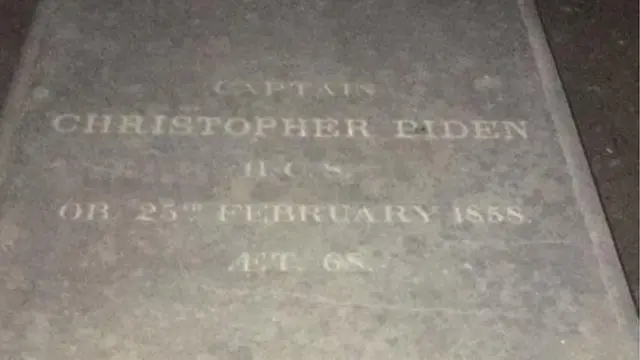 CAPTAIN
CHRISTOPHER BIDEN
H.C.S.
OB. 25TH FEBRUARY 1858.
ÆT. 68.